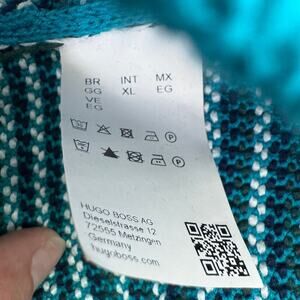 BR INT MX
GG XL EG
VE
EG
HUGO BOSS AG
Dieselstrasse 12
72555 Metzingen
Germany
hugoboss.com